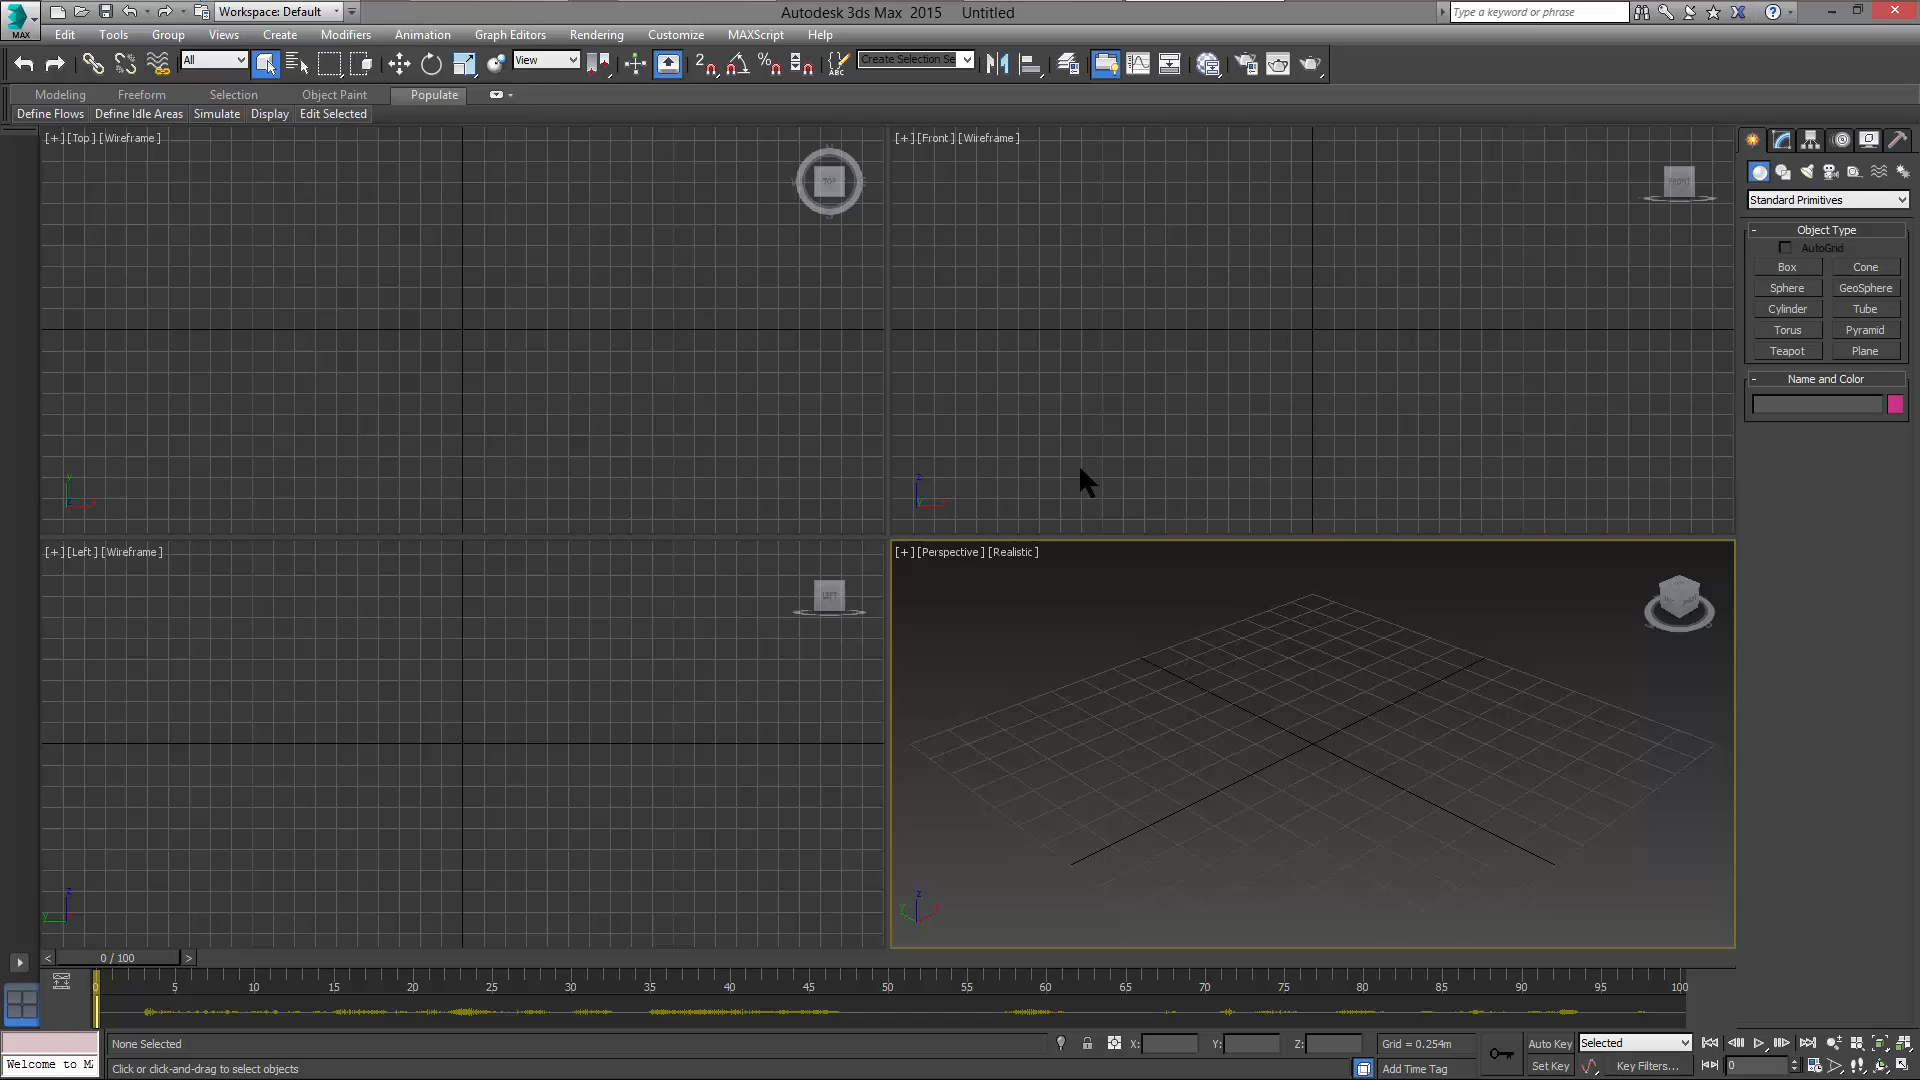 Workspace: Default
Autodesk 3ds Max 2015 Untitled
Type a keyword or phrase
MAX
Edit Tools Group Views Create Modifiers Animation Graph Editors Rendering Customize MAXScript Help
All
View
Create Selection Se
Modeling Freeform Selection Object Paint Populate
Define Flows Define Idle Areas Simulate Display Edit Selected
[+] [Top] [Wireframe]
TOP
[+] [Front] [Wireframe]
FRONT
Standard Primitives
- Object Type
AutoGrid
Box Cone
Sphere GeoSphere
Cylinder Tube
Torus Pyramid
Teapot Plane
- Name and Color
[+] [Left] [Wireframe]
LEFT
[+] [Perspective] [Realistic]
< 0 / 100 >
0 5 10 15 20 25 30 35 40 45 50 55 60 65 70 75 80 85 90 95 100
None Selected
X: Y: Z:
Grid = 0.254m
Auto Key
Selected
Welcome to M
Click or click-and-drag to select objects
Add Time Tag
Set Key
Key Filters...
0